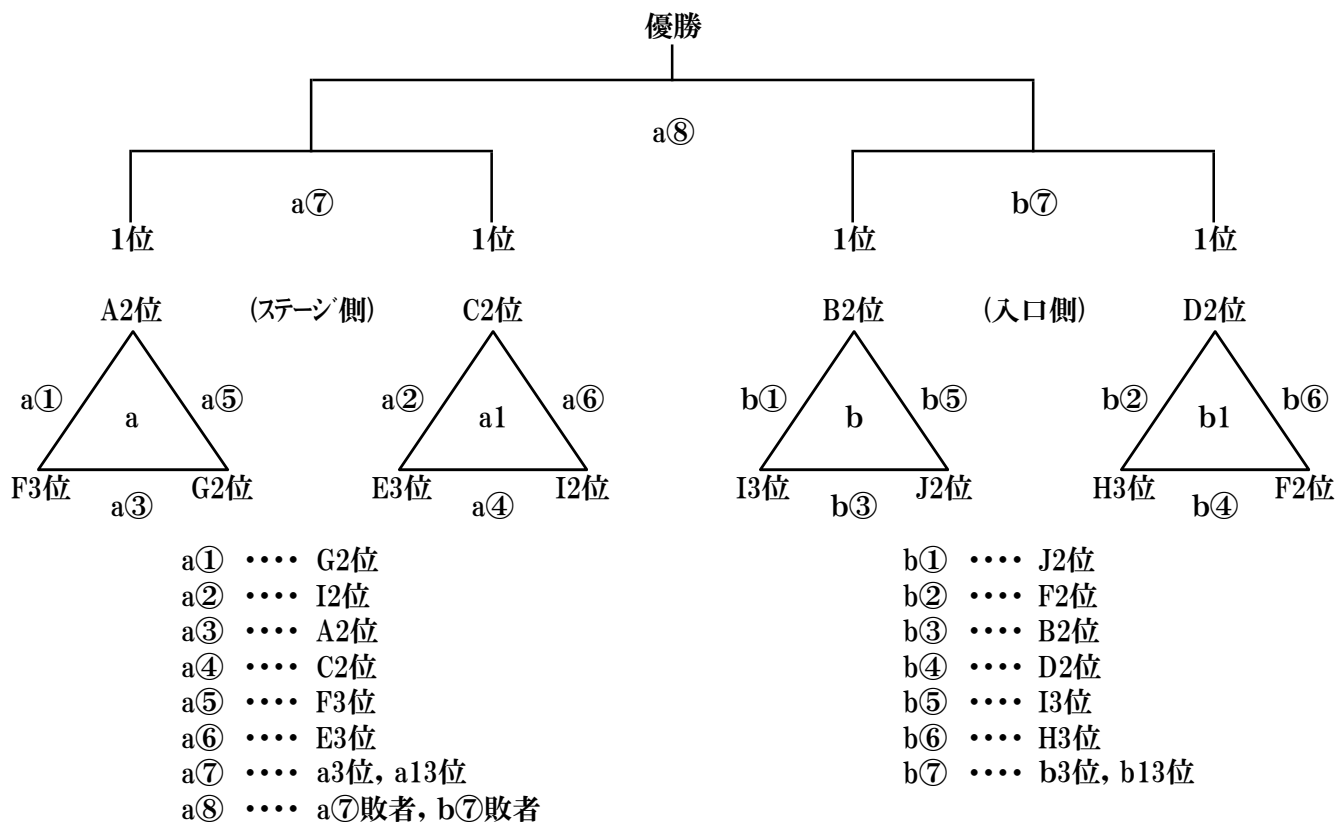 優勝
a⑧
a⑦ b⑦
1位 1位 1位 1位
A2位 (ステージ側) C2位 B2位 (入口側) D2位
a① a⑤ a② a⑥ b① b⑤ b② b⑥
a a1 b b1
F3位 G2位 E3位 I2位 I3位 J2位 H3位 F2位
a③ a④ b③ b④
a① ‥‥ G2位
a② ‥‥ I2位
a③ ‥‥ A2位
a④ ‥‥ C2位
a⑤ ‥‥ F3位
a⑥ ‥‥ E3位
a⑦ ‥‥ a3位, a13位
a⑧ ‥‥ a⑦敗者, b⑦敗者
b① ‥‥ J2位
b② ‥‥ F2位
b③ ‥‥ B2位
b④ ‥‥ D2位
b⑤ ‥‥ I3位
b⑥ ‥‥ H3位
b⑦ ‥‥ b3位, b13位